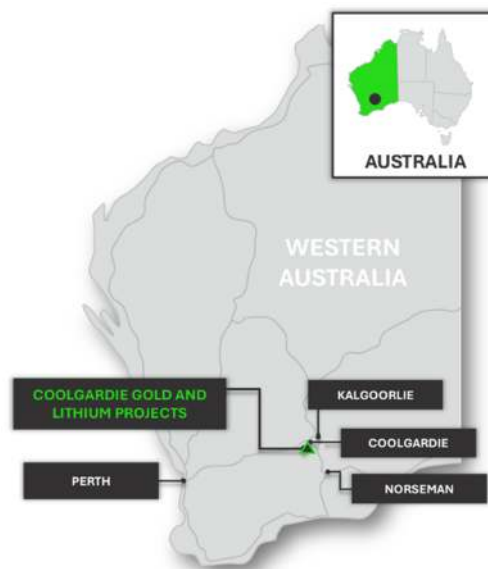 AUSTRALIA
WESTERN
AUSTRALIA
COOLGARDIE GOLD AND
LITHIUM PROJECTS
KALGOORLIE
COOLGARDIE
PERTH
NORSEMAN